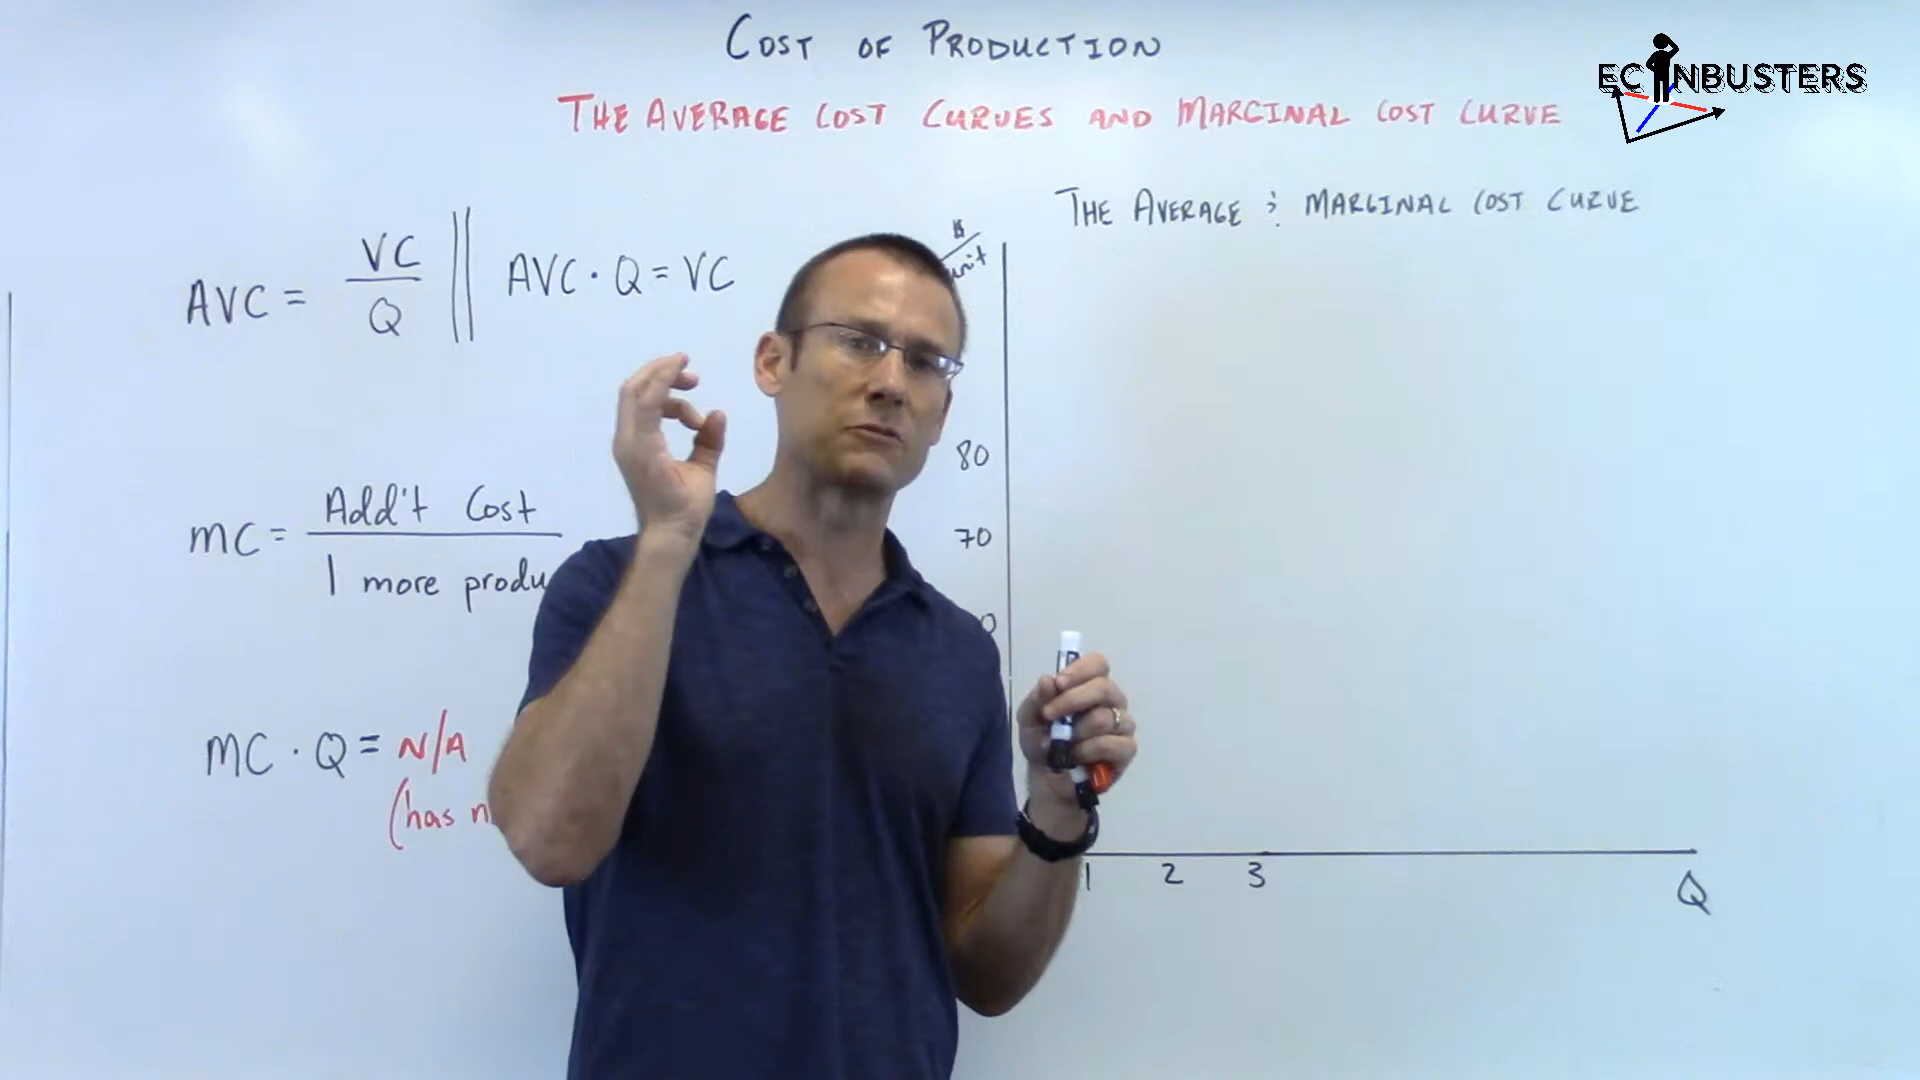 COST OF PRODUCTION
THE AVERAGE COST CURVES AND MARGINAL COST CURVE
ECONBUSTERS
THE AVERAGE & MARGINAL COST CURVE
$/unit
AVC = VC/Q || AVC · Q = VC
80
MC = Add't Cost / 1 more produ
70
0
MC · Q = N/A
(has n
1 2 3 Q